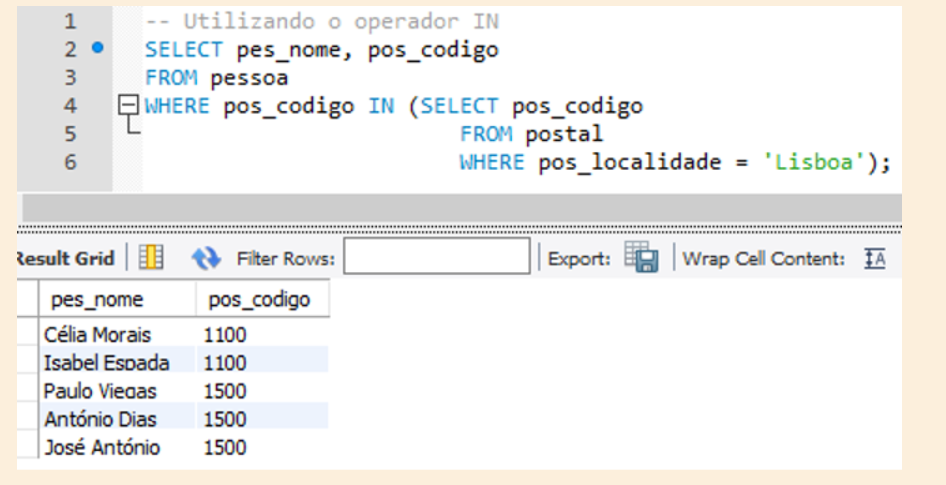 1 -- Utilizando o operador IN
2 SELECT pes_nome, pos_codigo
3 FROM pessoa
4 WHERE pos_codigo IN (SELECT pos_codigo
5 FROM postal
6 WHERE pos_localidade = 'Lisboa');
Result Grid Filter Rows: Export: Wrap Cell Content: IA
pes_nome pos_codigo
Célia Morais 1100
Isabel Espada 1100
Paulo Viegas 1500
António Dias 1500
José António 1500